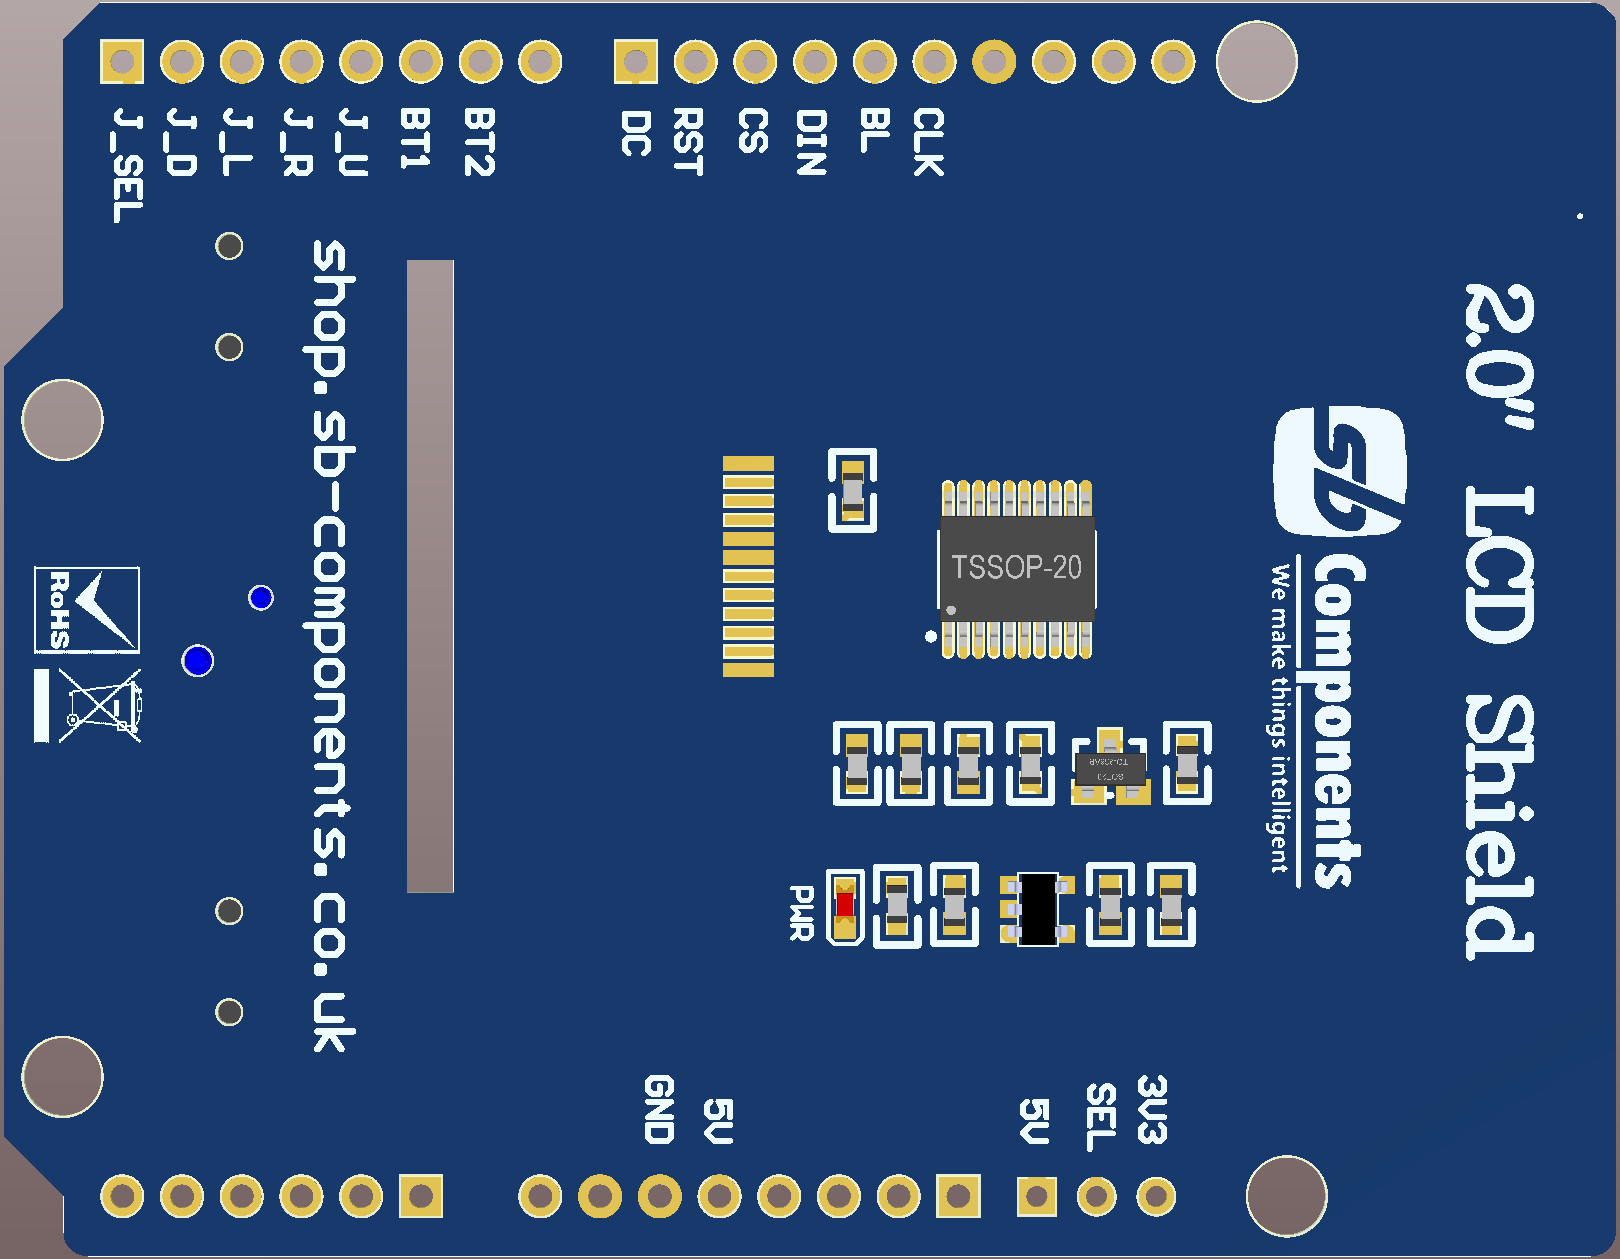 J_SEL
J_D
J_L
J_R
J_U
BT1
BT2
DC
RST
CS
DIN
BL
CLK
2.0" LCD Shield
sb
Components
We make things intelligent
shop.sb-components.co.uk
TSSOP-20
RoHS
PWR
GND
5V
5V
SEL
3V3